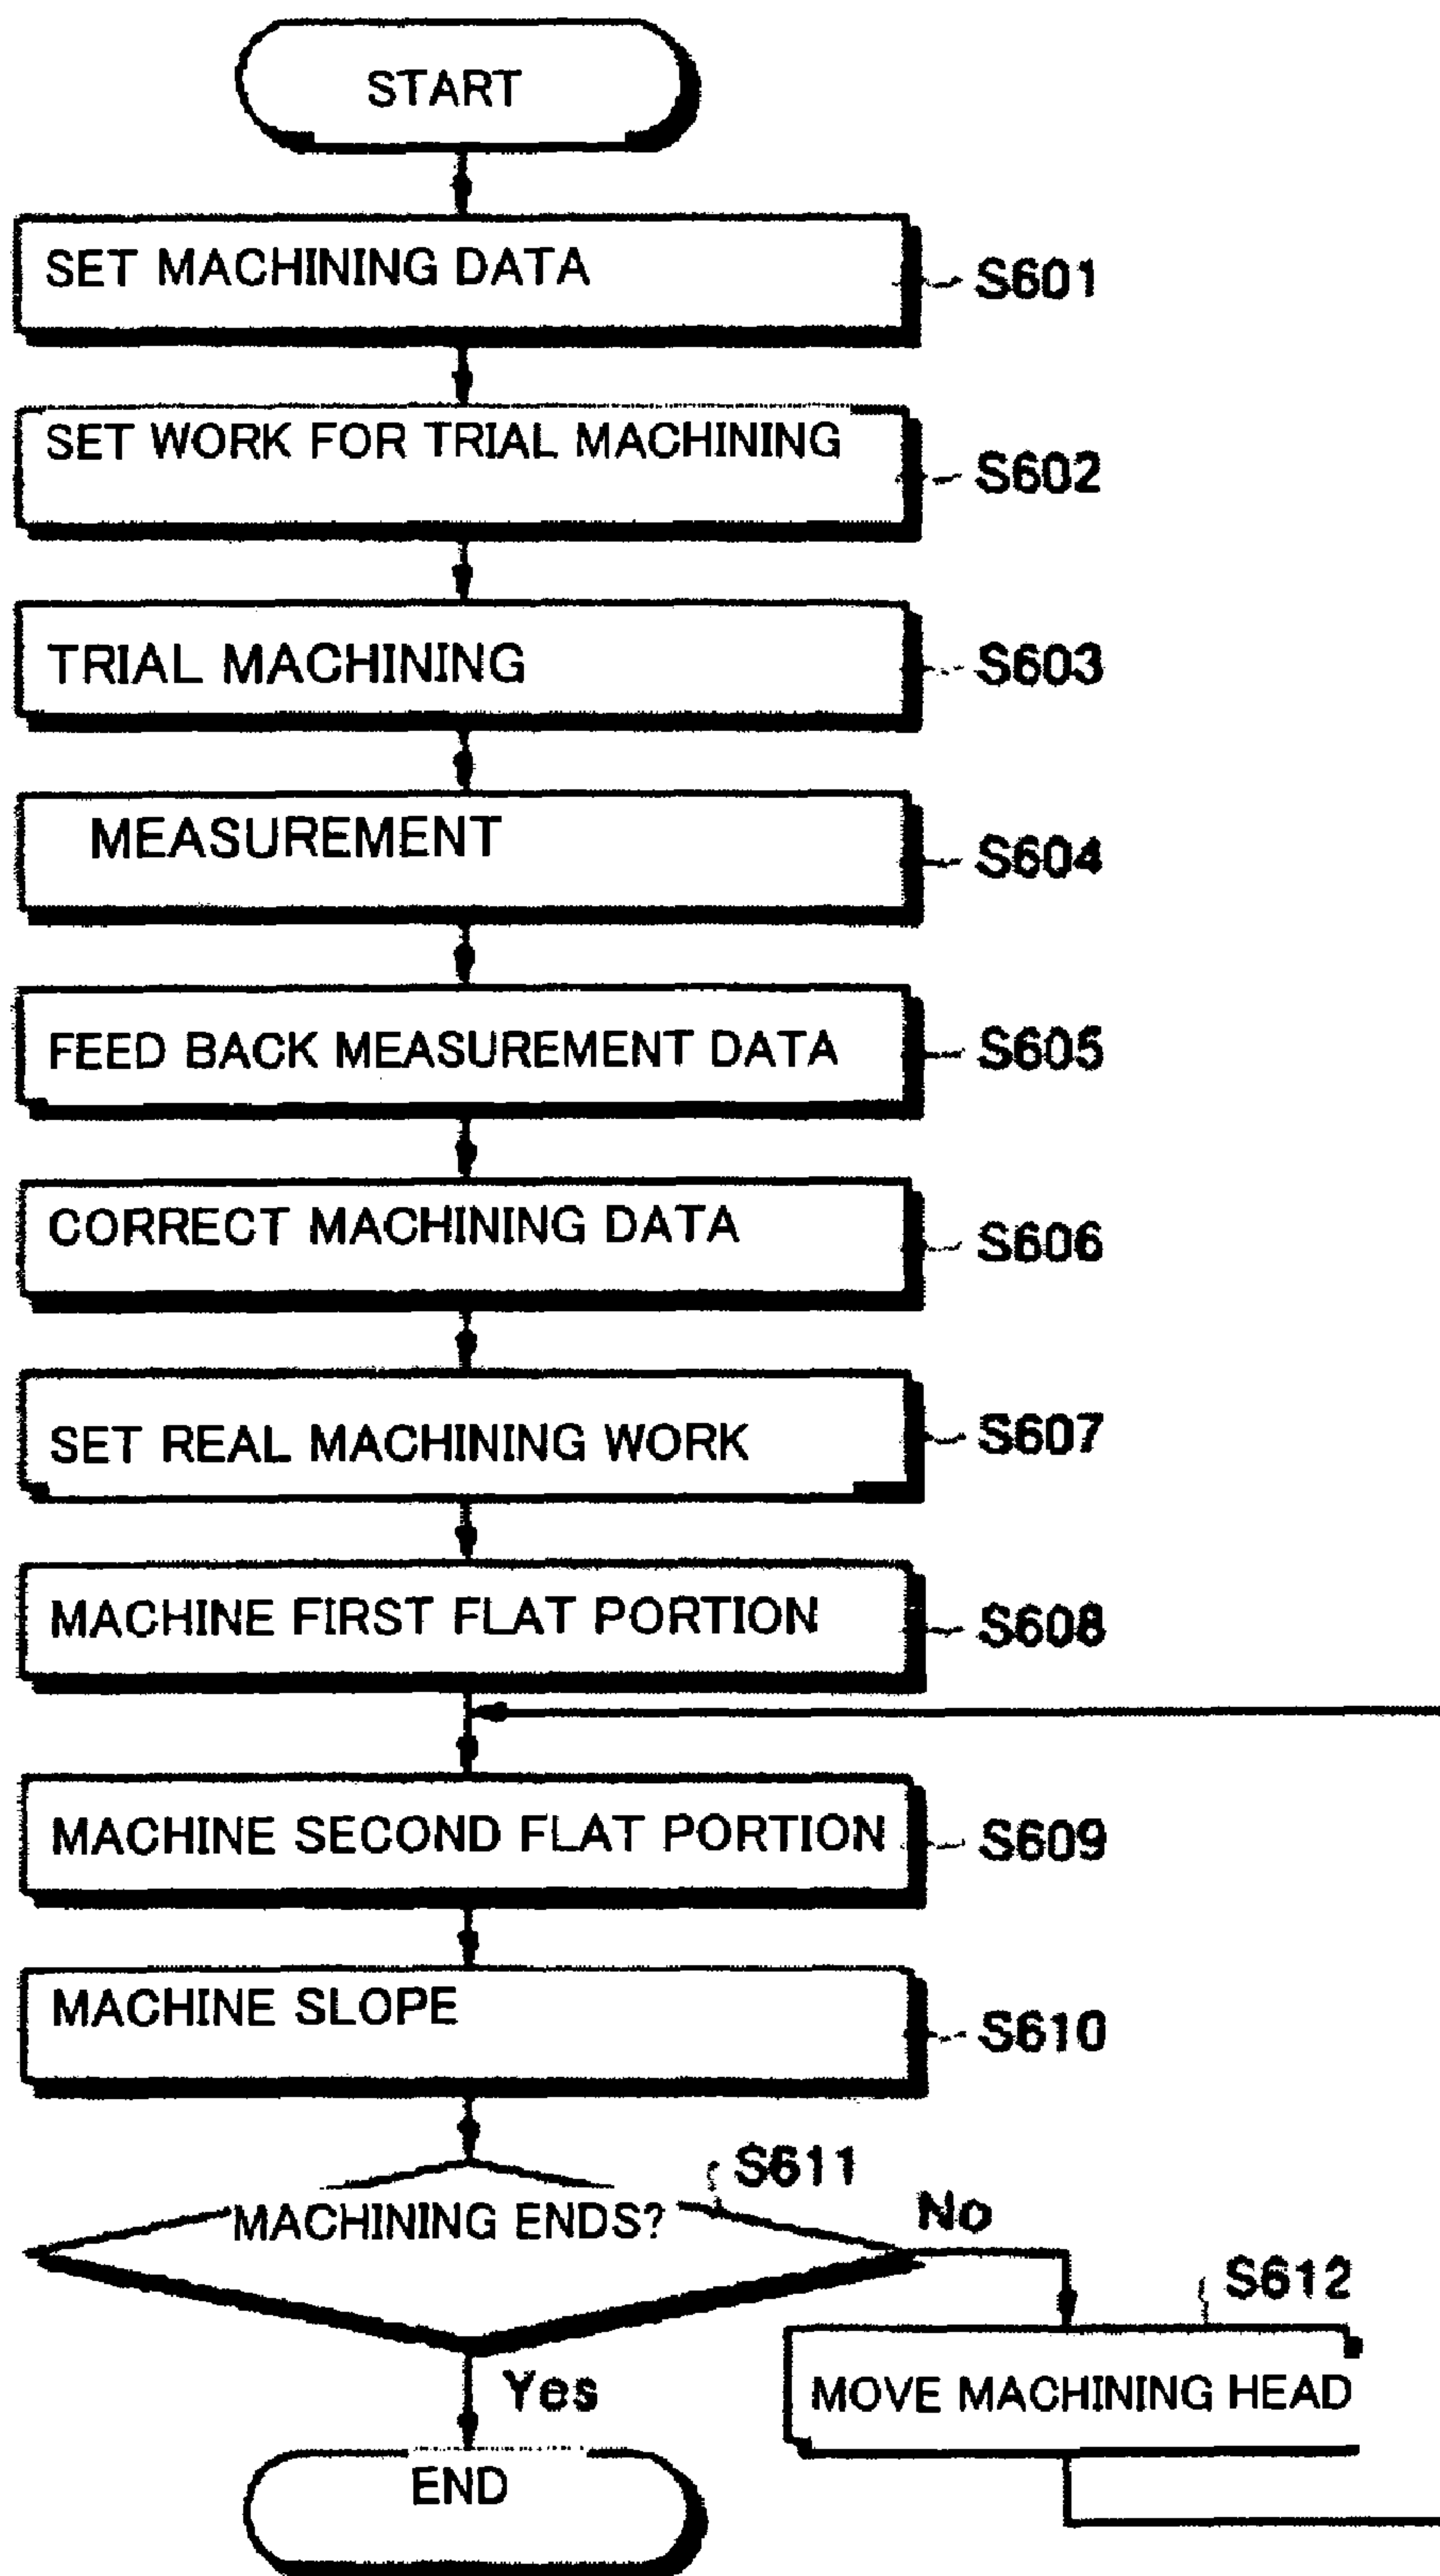 START
SET MACHINING DATA
S601
SET WORK FOR TRIAL MACHINING
S602
TRIAL MACHINING
S603
MEASUREMENT
S604
FEED BACK MEASUREMENT DATA
S605
CORRECT MACHINING DATA
S606
SET REAL MACHINING WORK
S607
MACHINE FIRST FLAT PORTION
S608
MACHINE SECOND FLAT PORTION
S609
MACHINE SLOPE
S610
S611
MACHINING ENDS?
No
S612
MOVE MACHINING HEAD
Yes
END